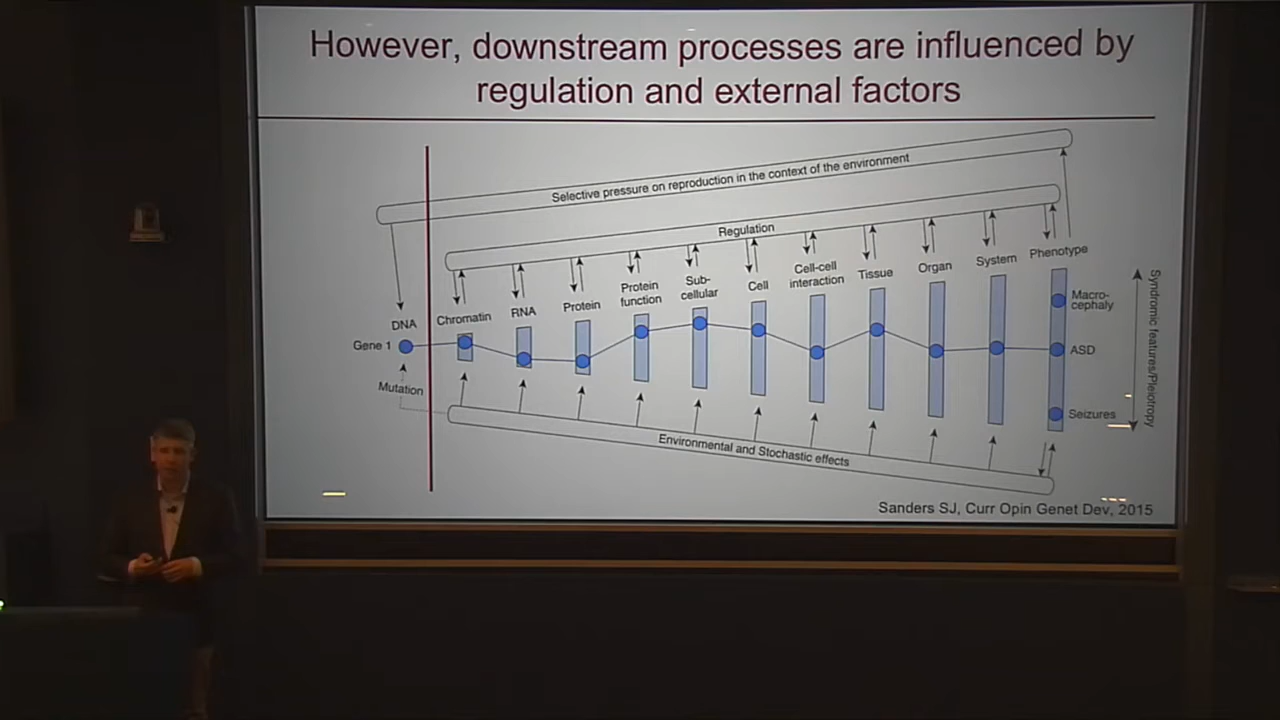 However, downstream processes are influenced by
regulation and external factors
Selective pressure on reproduction in the context of the environment
Regulation
DNA
Chromatin
RNA
Protein
Protein
function
Sub-
cellular
Cell
Cell-cell
interaction
Tissue
Organ
System
Phenotype
Gene 1
Macro-
cephaly
ASD
Seizures
Syndromic features/Pleiotropy
Mutation
Environmental and Stochastic effects
Sanders SJ, Curr Opin Genet Dev, 2015